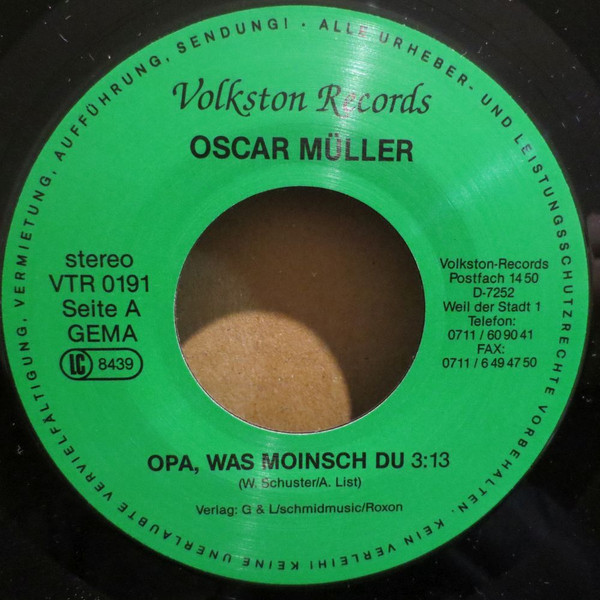 ALLE URHEBER- UND LEISTUNGSSCHUTZRECHTE VORBEHALTEN. KEIN VERLEIH! KEINE UNERLAUBTE VERVIELFÄLTIGUNG, VERMIETUNG, AUFFÜHRUNG, SENDUNG! ·
Volkston Records
OSCAR MÜLLER
stereo
VTR 0191
Seite A
GEMA
LC 8439
Volkston-Records
Postfach 14 50
D-7252
Weil der Stadt 1
Telefon:
0711 / 60 90 41
FAX:
0711 / 6 49 47 50
OPA, WAS MOINSCH DU 3:13
(W. Schuster/A. List)
Verlag: G & L/schmidmusic/Roxon